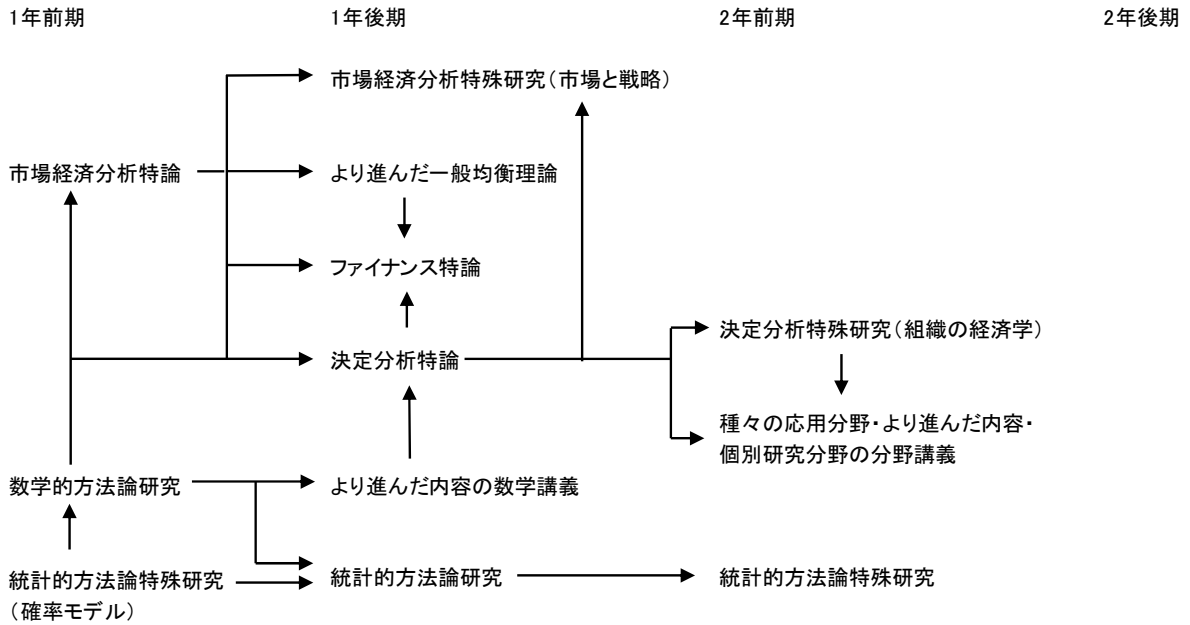 1年前期
1年後期
2年前期
2年後期
市場経済分析特殊研究(市場と戦略)
市場経済分析特論
より進んだ一般均衡理論
ファイナンス特論
決定分析特殊研究(組織の経済学)
決定分析特論
種々の応用分野・より進んだ内容・
個別研究分野の分野講義
数学的方法論研究
より進んだ内容の数学講義
統計的方法論特殊研究
(確率モデル)
統計的方法論研究
統計的方法論特殊研究